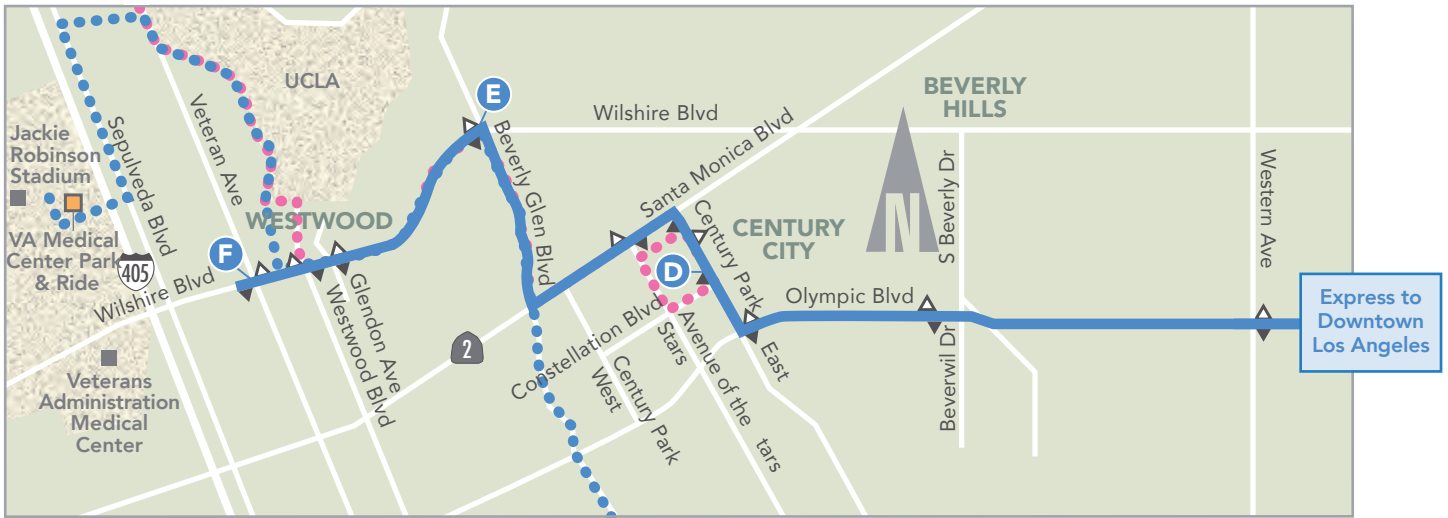 UCLA
BEVERLY
HILLS
E
Wilshire Blvd
Santa Monica Blvd
Jackie
Robinson
Stadium
Sepulveda Blvd
Veteran Ave
Beverly Glen Blvd
S Beverly Dr
Western Ave
N
WESTWOOD
CENTURY
CITY
VA Medical
Center Park
& Ride
405
F
D
Century Park
East
Wilshire Blvd
Olympic Blvd
Express to
Downtown
Los Angeles
Glendon Ave
Westwood Blvd
2
Constellation Blvd
Avenue of the
Stars
Avenue of the tars
Century Park
West
Beverwil Dr
Veterans
Administration
Medical
Center